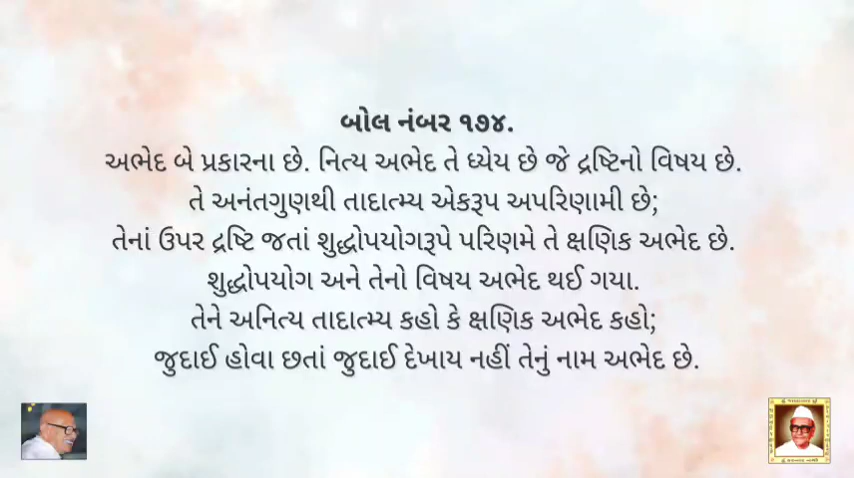 બોલ નંબર ૧૭૪.
અભેદ બે પ્રકારના છે. નિત્ય અભેદ તે ધ્યેય છે જે દ્રષ્ટિનો વિષય છે.
તે અનંતગુણથી તાદાત્મ્ય એકરૂપ અપરિણામી છે;
તેનાં ઉપર દ્રષ્ટિ જતાં શુદ્ધોપયોગરૂપે પરિણમે તે ક્ષણિક અભેદ છે.
શુદ્ધોપયોગ અને તેનો વિષય અભેદ થઈ ગયા.
તેને અનિત્ય તાદાત્મ્ય કહો કે ક્ષણિક અભેદ કહો;
જુદાઈ હોવા છતાં જુદાઈ દેખાય નહીં તેનું નામ અભેદ છે.